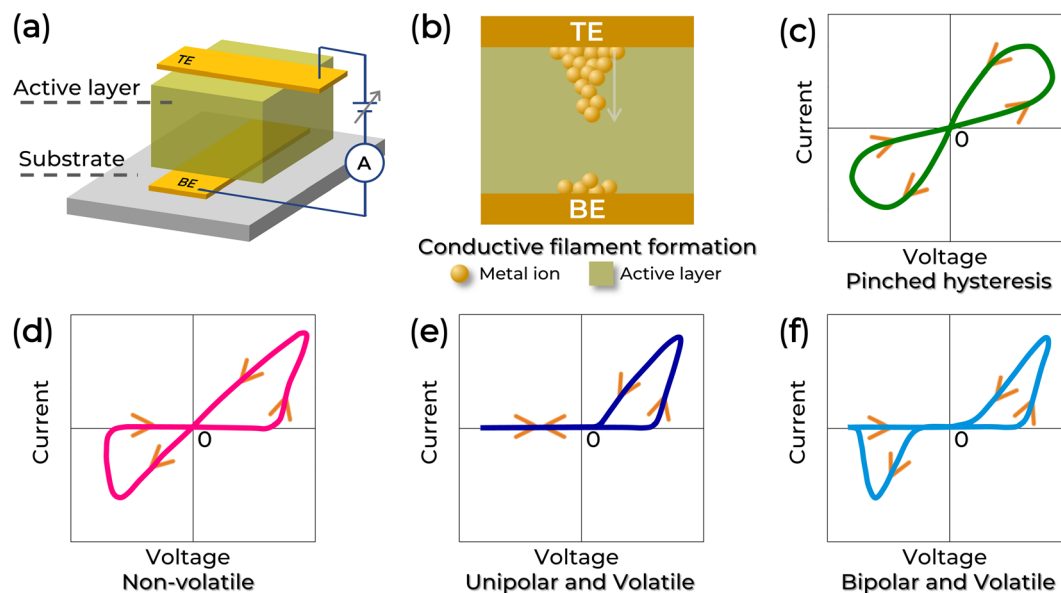 (a)
TE
Active layer
Substrate
BE
A
(b)
TE
BE
Conductive filament formation
Metal ion
Active layer
(c)
Current
0
Voltage
Pinched hysteresis
(d)
Current
0
Voltage
Non-volatile
(e)
Current
0
Voltage
Unipolar and Volatile
(f)
Current
0
Voltage
Bipolar and Volatile